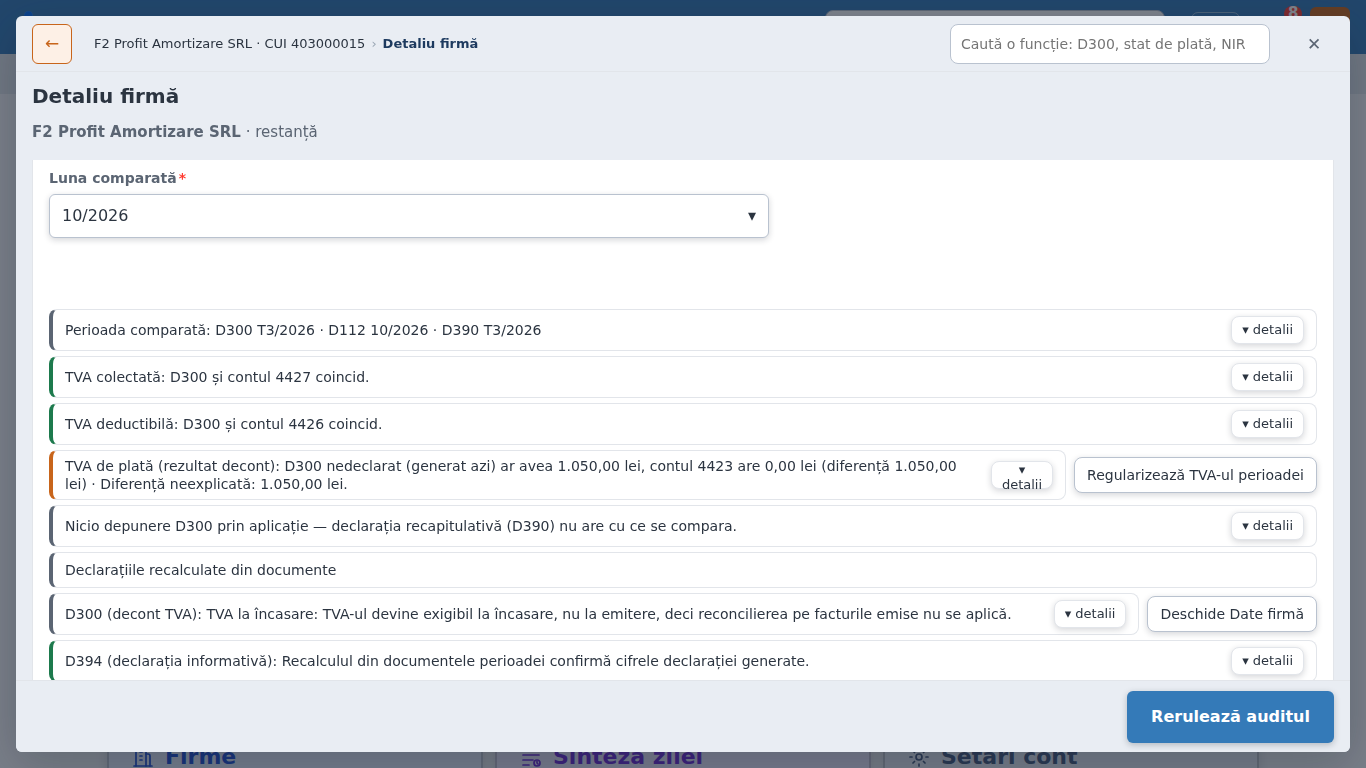 8
←
F2 Profit Amortizare SRL · CUI 403000015 › Detaliu firmă
Caută o funcție: D300, stat de plată, NIR
✕
Detaliu firmă
F2 Profit Amortizare SRL · restanță
Luna comparată*
10/2026 ▾
Perioada comparată: D300 T3/2026 · D112 10/2026 · D390 T3/2026
▾ detalii
TVA colectată: D300 și contul 4427 coincid.
▾ detalii
TVA deductibilă: D300 și contul 4426 coincid.
▾ detalii
TVA de plată (rezultat decont): D300 nedeclarat (generat azi) ar avea 1.050,00 lei, contul 4423 are 0,00 lei (diferență 1.050,00
lei) · Diferență neexplicată: 1.050,00 lei.
▾
detalii
Regularizează TVA-ul perioadei
Nicio depunere D300 prin aplicație — declarația recapitulativă (D390) nu are cu ce se compara.
▾ detalii
Declarațiile recalculate din documente
D300 (decont TVA): TVA la încasare: TVA-ul devine exigibil la încasare, nu la emitere, deci reconcilierea pe facturile emise nu se aplică.
▾ detalii
Deschide Date firmă
D394 (declarația informativă): Recalculul din documentele perioadei confirmă cifrele declarației generate.
▾ detalii
Rerulează auditul
Firme
Sinteza zilei
Setări cont